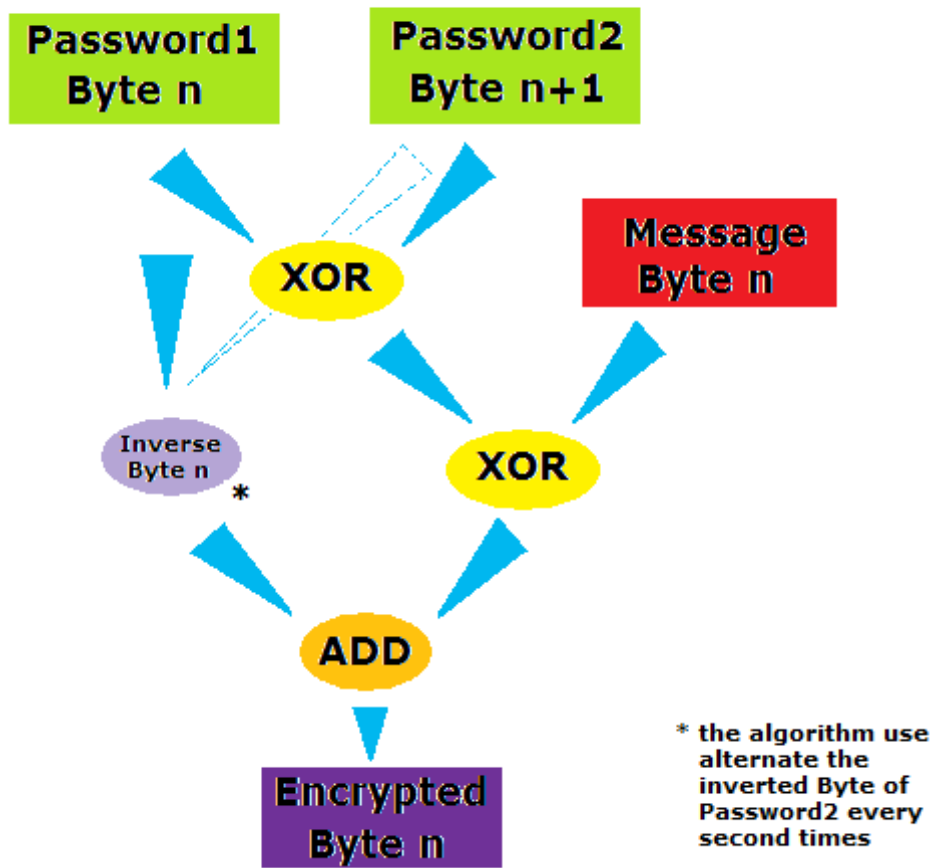 Password1
Byte n
Password2
Byte n+1
XOR
Message
Byte n
Inverse
Byte n
*
XOR
ADD
Encrypted
Byte n
* the algorithm use
alternate the
inverted Byte of
Password2 every
second times